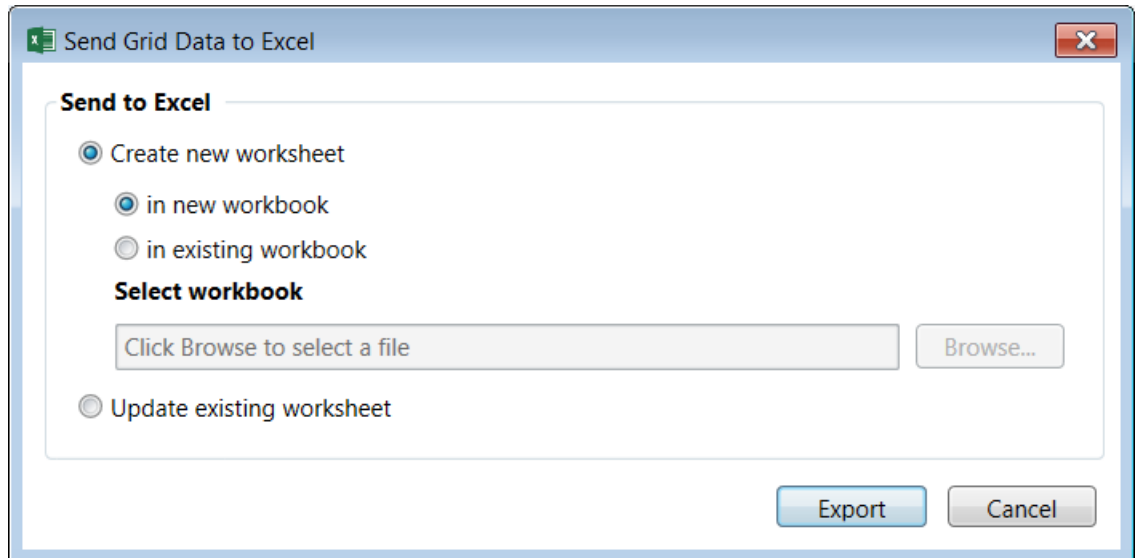 Send Grid Data to Excel
Send to Excel
Create new worksheet
in new workbook
in existing workbook
Select workbook
Click Browse to select a file
Browse...
Update existing worksheet
Export
Cancel